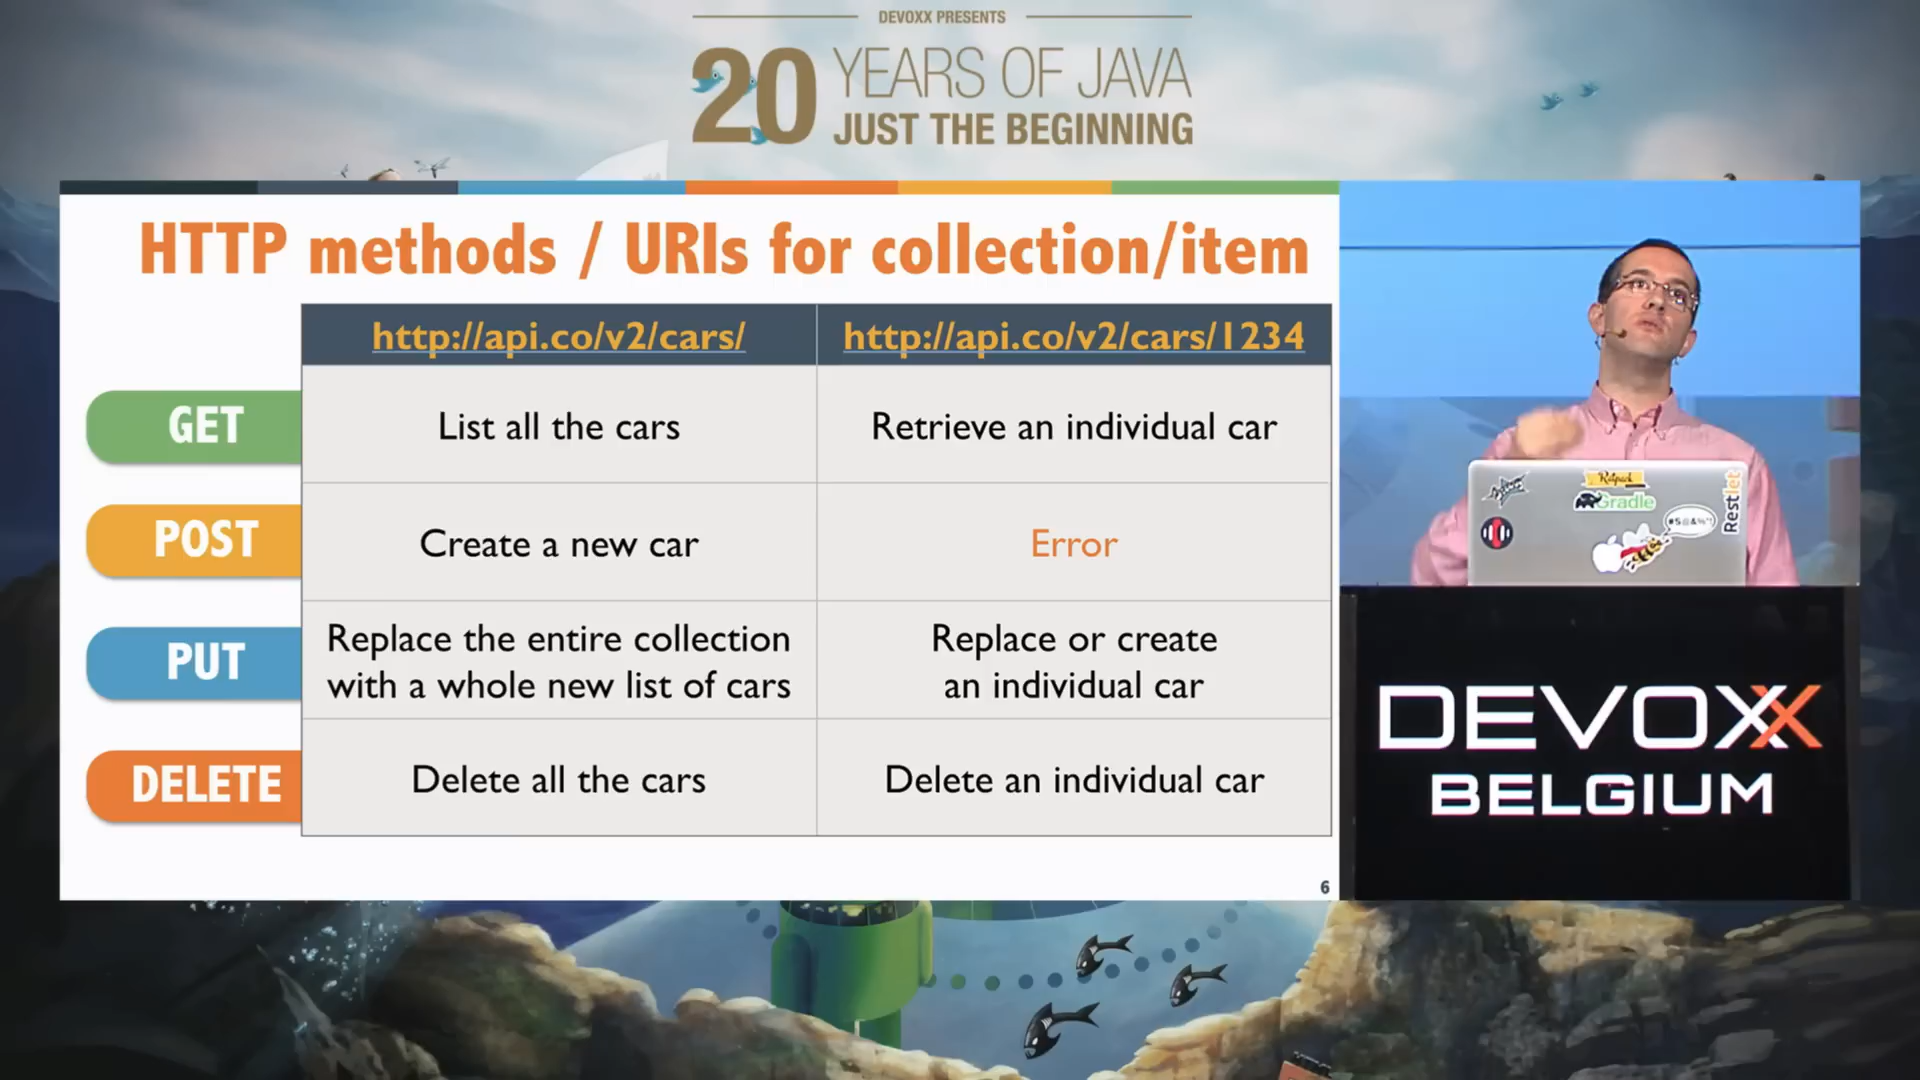 DEVOXX PRESENTS
20 YEARS OF JAVA
JUST THE BEGINNING
HTTP methods / URIs for collection/item
http://api.co/v2/cars/ http://api.co/v2/cars/1234
GET List all the cars Retrieve an individual car
POST Create a new car Error
PUT Replace the entire collection
with a whole new list of cars
Replace or create
an individual car
DELETE Delete all the cars Delete an individual car
6
Ratpack
Gradle
#$@&%*!
Restlet
DEVOXX
BELGIUM